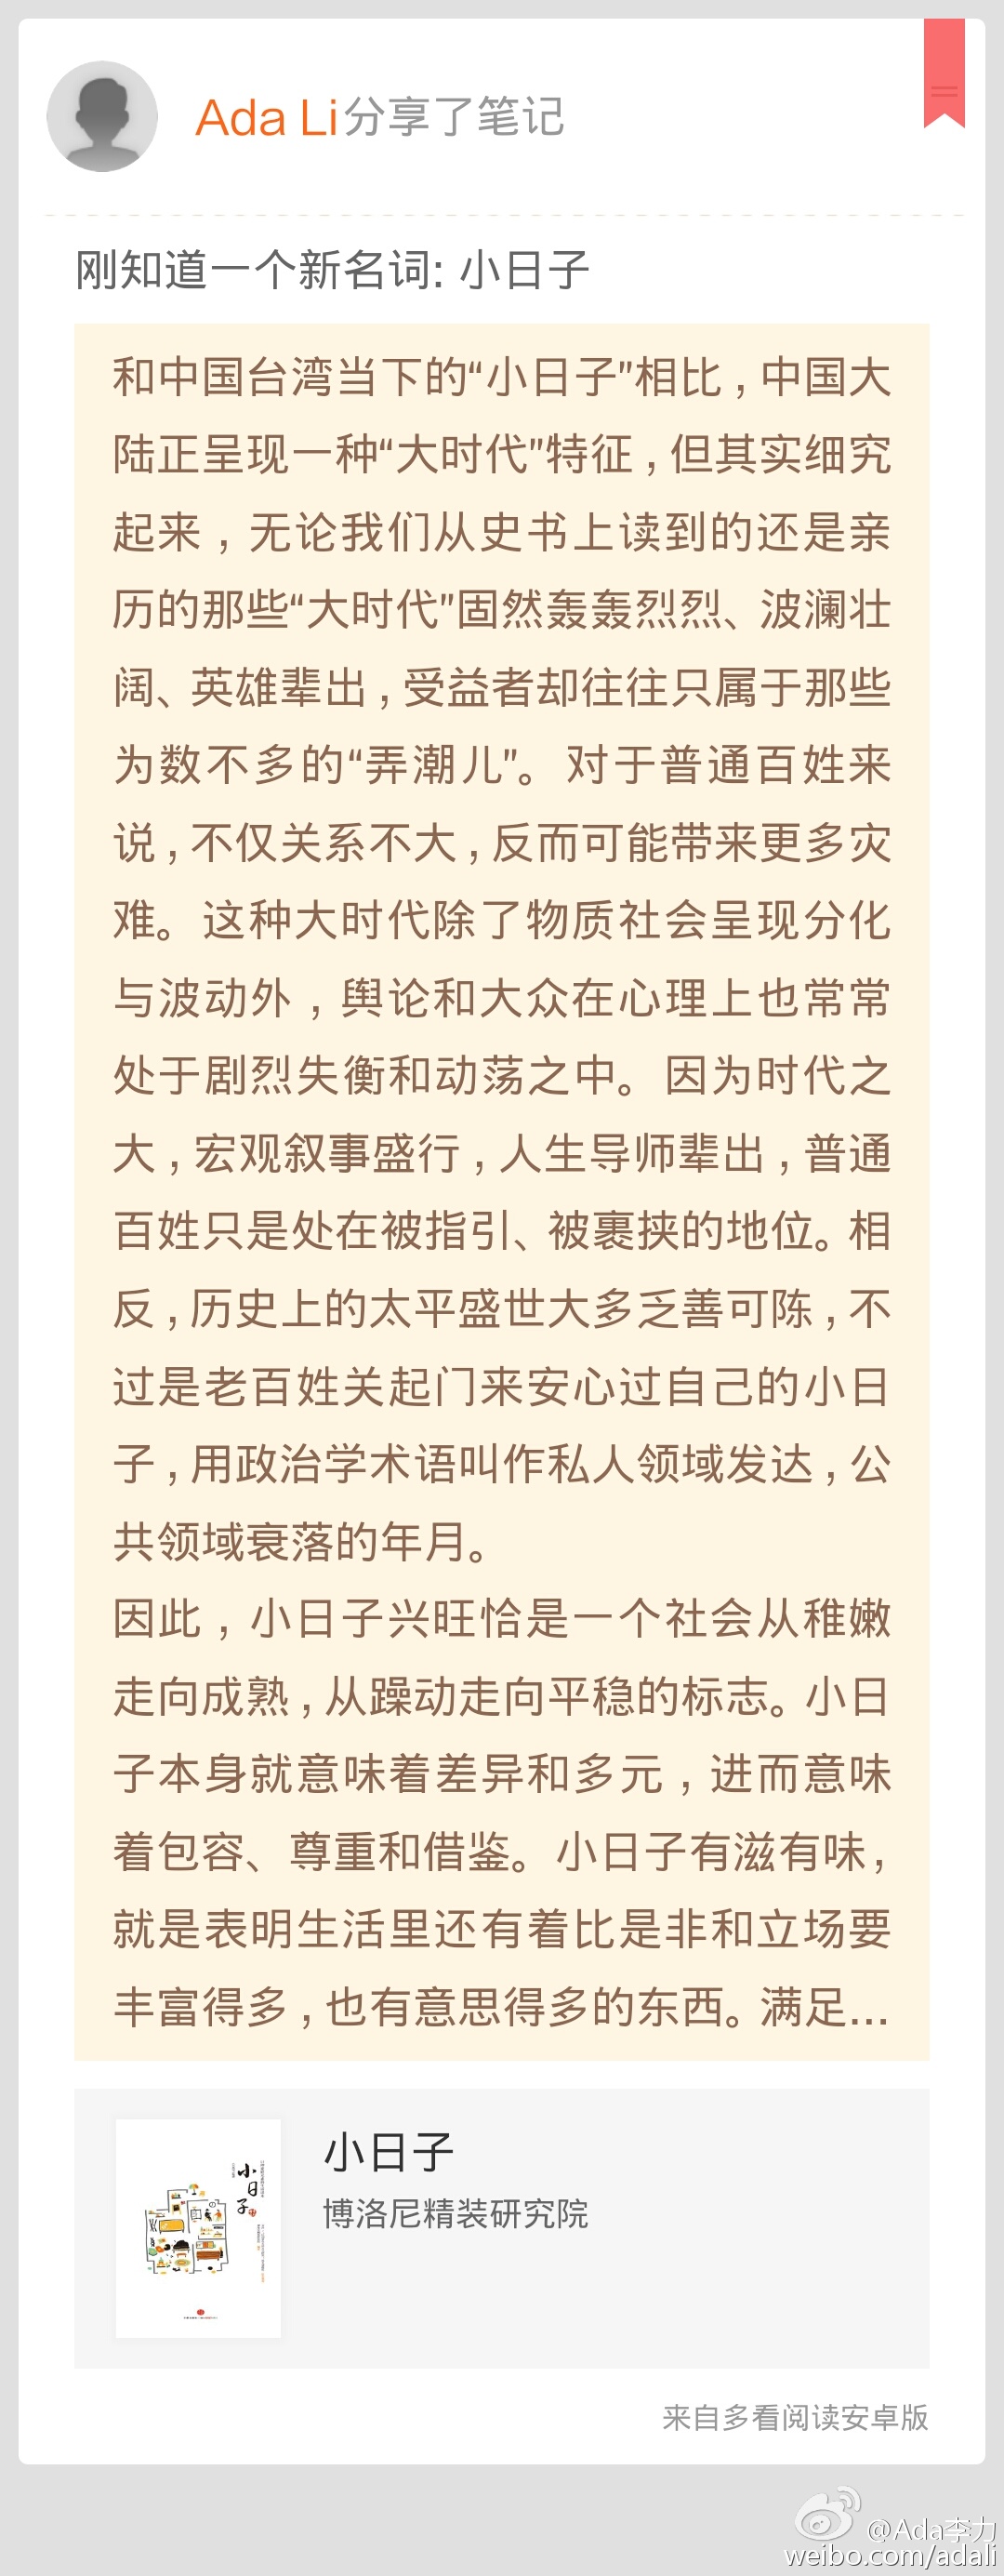 Ada Li分享了笔记
刚知道一个新名词: 小日子
和中国台湾当下的“小日子”相比，中国大
陆正呈现一种“大时代”特征，但其实细究
起来，无论我们从史书上读到的还是亲
历的那些“大时代”固然轰轰烈烈、波澜壮
阔、英雄辈出，受益者却往往只属于那些
为数不多的“弄潮儿”。对于普通百姓来
说，不仅关系不大，反而可能带来更多灾
难。这种大时代除了物质社会呈现分化
与波动外，舆论和大众在心理上也常常
处于剧烈失衡和动荡之中。因为时代之
大，宏观叙事盛行，人生导师辈出，普通
百姓只是处在被指引、被裹挟的地位。相
反，历史上的太平盛世大多乏善可陈，不
过是老百姓关起门来安心过自己的小日
子，用政治学术语叫作私人领域发达，公
共领域衰落的年月。
因此，小日子兴旺恰是一个社会从稚嫩
走向成熟，从躁动走向平稳的标志。小日
子本身就意味着差异和多元，进而意味
着包容、尊重和借鉴。小日子有滋有味，
就是表明生活里还有着比是非和立场要
丰富得多，也有意思得多的东西。满足...
小日子
小日子
博洛尼精装研究院
来自多看阅读安卓版
@Ada李力
weibo.com/adali